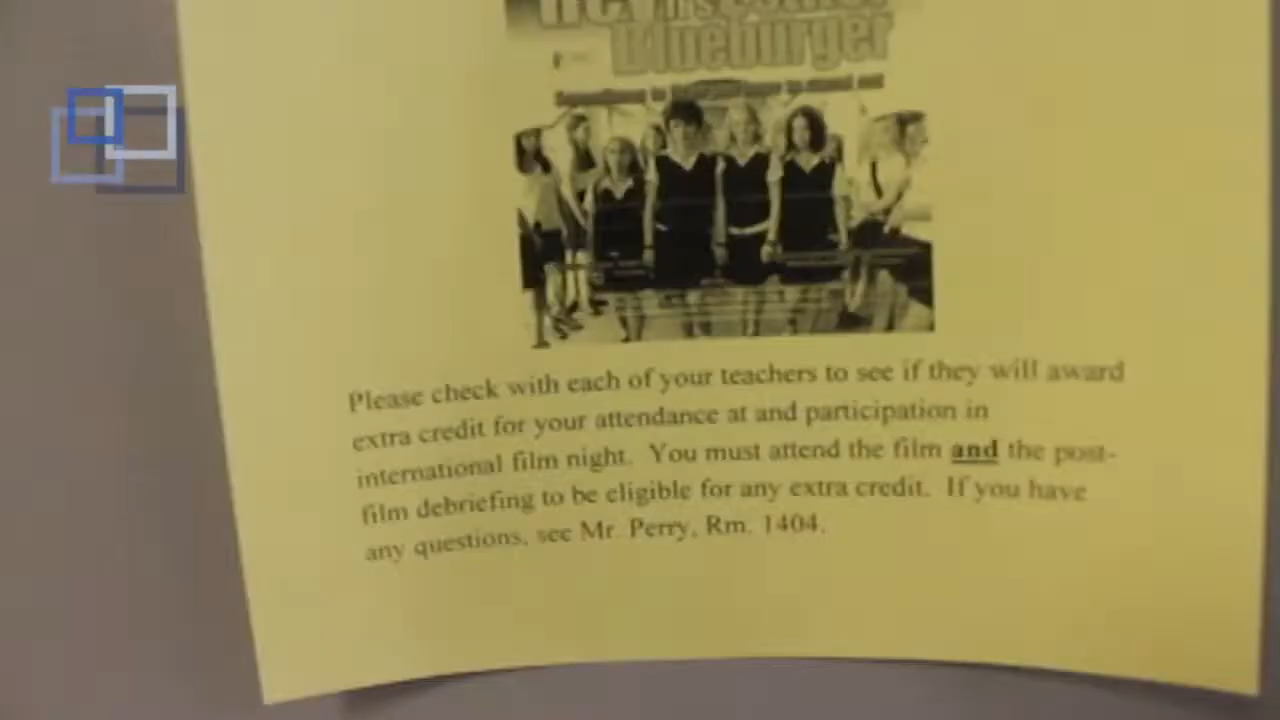 Blueburger
Please check with each of your teachers to see if they will award
extra credit for your attendance at and participation in
international film night. You must attend the film and the post-
film debriefing to be eligible for any extra credit. If you have
any questions, see Mr. Perry, Rm. 1404.